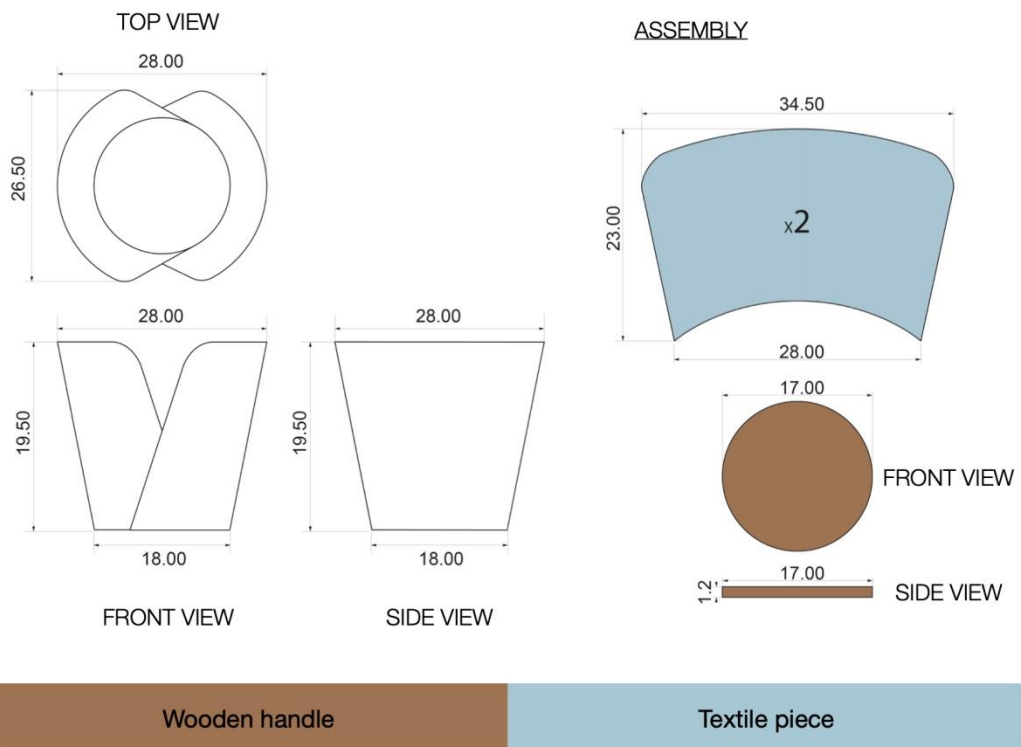 TOP VIEW
28.00
26.50
28.00
19.50
18.00
FRONT VIEW
28.00
19.50
18.00
SIDE VIEW
ASSEMBLY
34.50
23.00
x2
28.00
17.00
FRONT VIEW
17.00
1.2
SIDE VIEW
Wooden handle
Textile piece